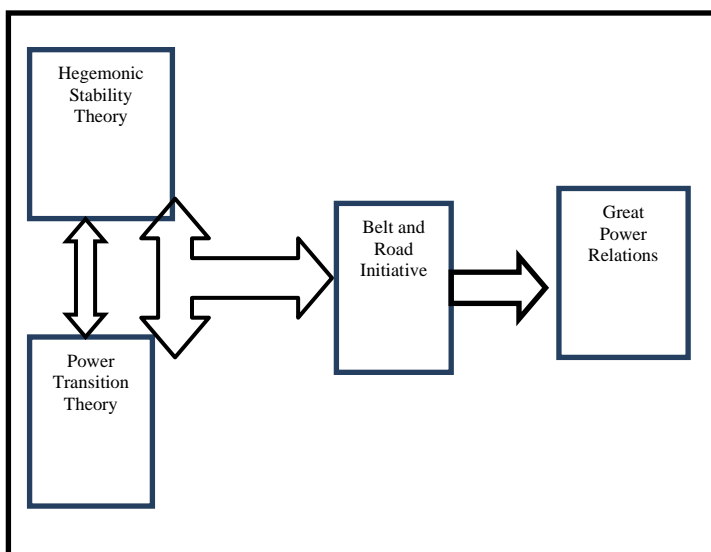 Hegemonic
Stability
Theory
Belt and
Road
Initiative
Great
Power
Relations
Power
Transition
Theory